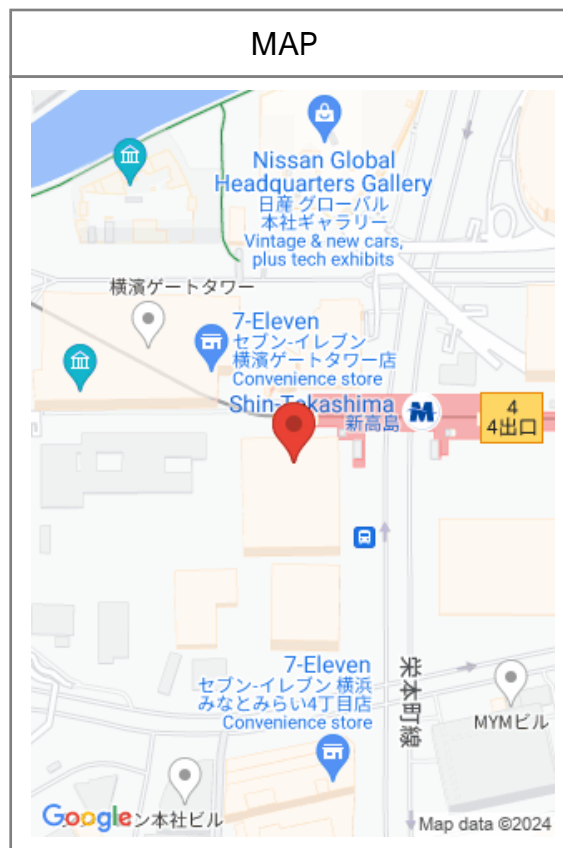 MAP
Nissan Global
Headquarters Gallery
日産 グローバル
本社ギャラリー
Vintage & new cars,
plus tech exhibits
横濱ゲートタワー
7-Eleven
セブン-イレブン
横濱ゲートタワー店
Convenience store
Shin-Takashima
新高島
4
4出口
7-Eleven
セブン-イレブン 横浜
みなとみらい4丁目店
Convenience store
栄本町線
MYMビル
Google
ン本社ビル
Map data ©2024